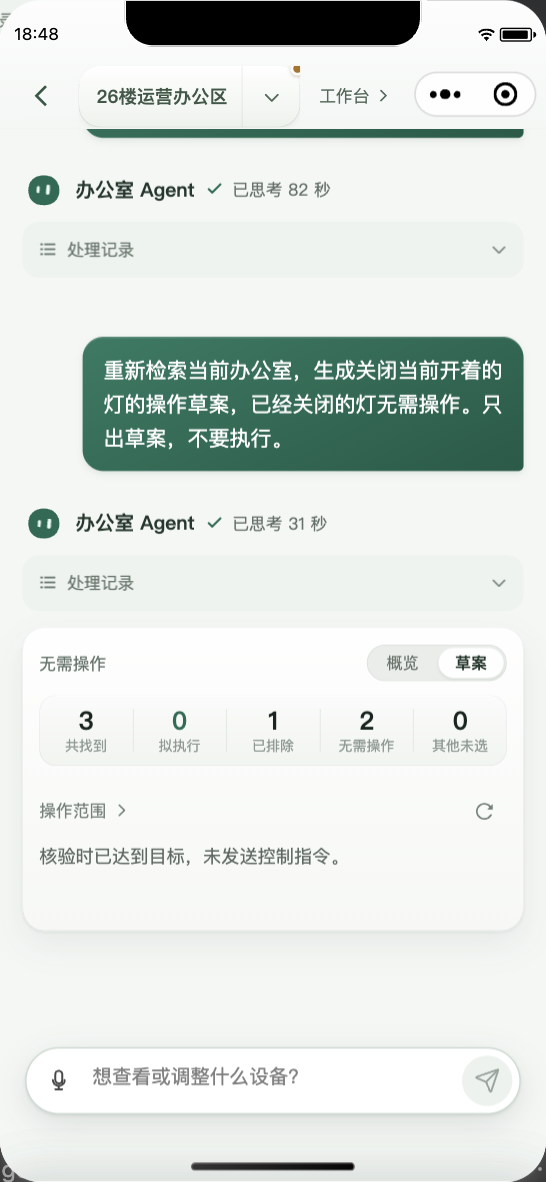 18:48
26楼运营办公区
工作台
办公室 Agent
已思考 82 秒
处理记录
重新检索当前办公室，生成关闭当前开着的
灯的操作草案，已经关闭的灯无需操作。只
出草案，不要执行。
办公室 Agent
已思考 31 秒
处理记录
无需操作
概览
草案
3
0
1
2
0
共找到
拟执行
已排除
无需操作
其他未选
操作范围
核验时已达到目标，未发送控制指令。
想查看或调整什么设备?